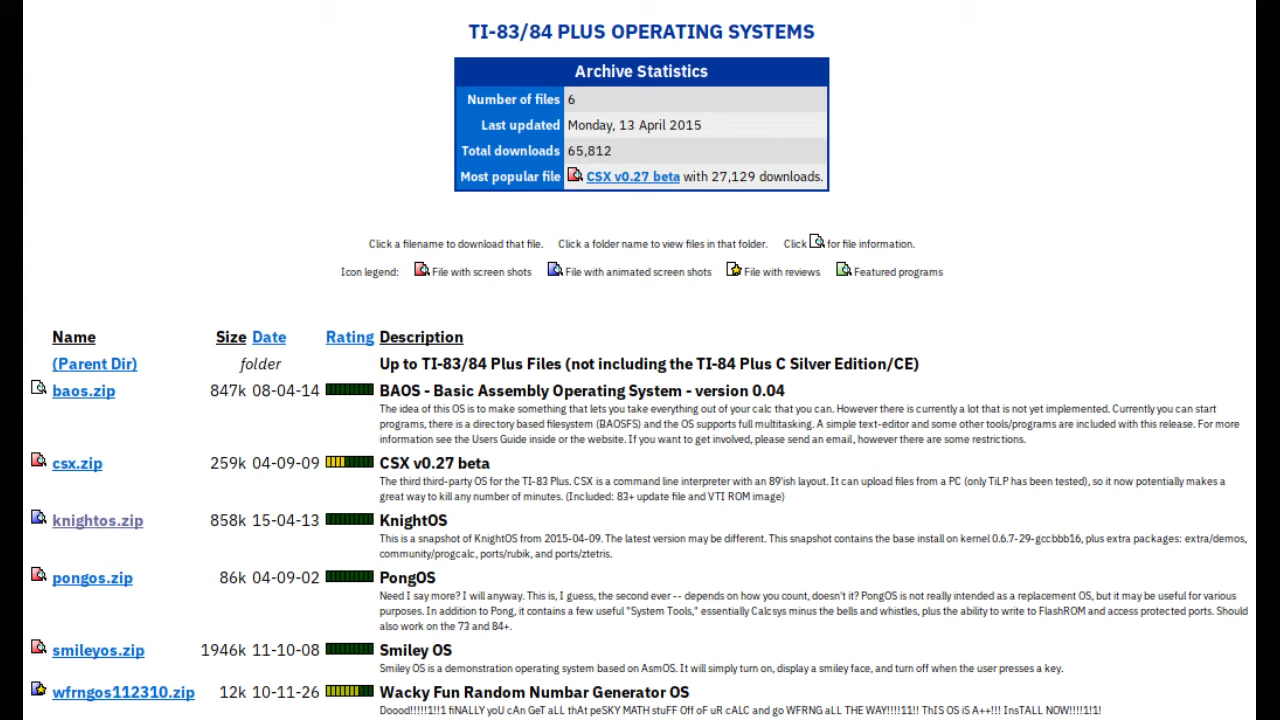 TI-83/84 PLUS OPERATING SYSTEMS
Archive Statistics
Number of files 6
Last updated Monday, 13 April 2015
Total downloads 65,812
Most popular file CSX v0.27 beta with 27,129 downloads.
Click a filename to download that file. Click a folder name to view files in that folder. Click for file information.
Icon legend: File with screen shots File with animated screen shots File with reviews Featured programs
Name Size Date Rating Description
(Parent Dir) folder Up to TI-83/84 Plus Files (not including the TI-84 Plus C Silver Edition/CE)
baos.zip 847k 08-04-14 BAOS - Basic Assembly Operating System - version 0.04
The idea of this OS is to make something that lets you take everything out of your calc that you can. However there is currently a lot that is not yet implemented. Currently you can start
programs, there is a directory based filesystem (BAOSFS) and the OS supports full multitasking. A simple text-editor and some other tools/programs are included with this release. For more
information see the Users Guide inside or the website. If you want to get involved, please send an email, however there are some restrictions.
csx.zip 259k 04-09-09 CSX v0.27 beta
The third third-party OS for the TI-83 Plus. CSX is a command line interpreter with an 89'ish layout. It can upload files from a PC (only TiLP has been tested), so it now potentially makes a
great way to kill any number of minutes. (Included: 83+ update file and VTI ROM image)
knightos.zip 858k 15-04-13 KnightOS
This is a snapshot of KnightOS from 2015-04-09. The latest version may be different. This snapshot contains the base install on kernel 0.6.7-29-gccbbb16, plus extra packages: extra/demos,
community/progcalc, ports/rubik, and ports/ztetris.
pongos.zip 86k 04-09-02 PongOS
Need I say more? I will anyway. This is, I guess, the second ever -- depends on how you count, doesn't it? PongOS is not really intended as a replacement OS, but it may be useful for various
purposes. In addition to Pong, it contains a few useful "System Tools," essentially Calcsys minus the bells and whistles, plus the ability to write to FlashROM and access protected ports. Should
also work on the 73 and 84+.
smileyos.zip 1946k 11-10-08 Smiley OS
Smiley OS is a demonstration operating system based on AsmOS. It will simply turn on, display a smiley face, and turn off when the user presses a key.
wfrngos112310.zip 12k 10-11-26 Wacky Fun Random Numbar Generator OS
Doood!!!!!1!!1 fiNALLY yoU cAn GeT aLL thAt peSKY MATH stuFF Off oF uR cALC and go WFRNG aLL THE WAY!!!!11!! ThIS OS iS A++!!! InsTALL NOW!!!!1!1!